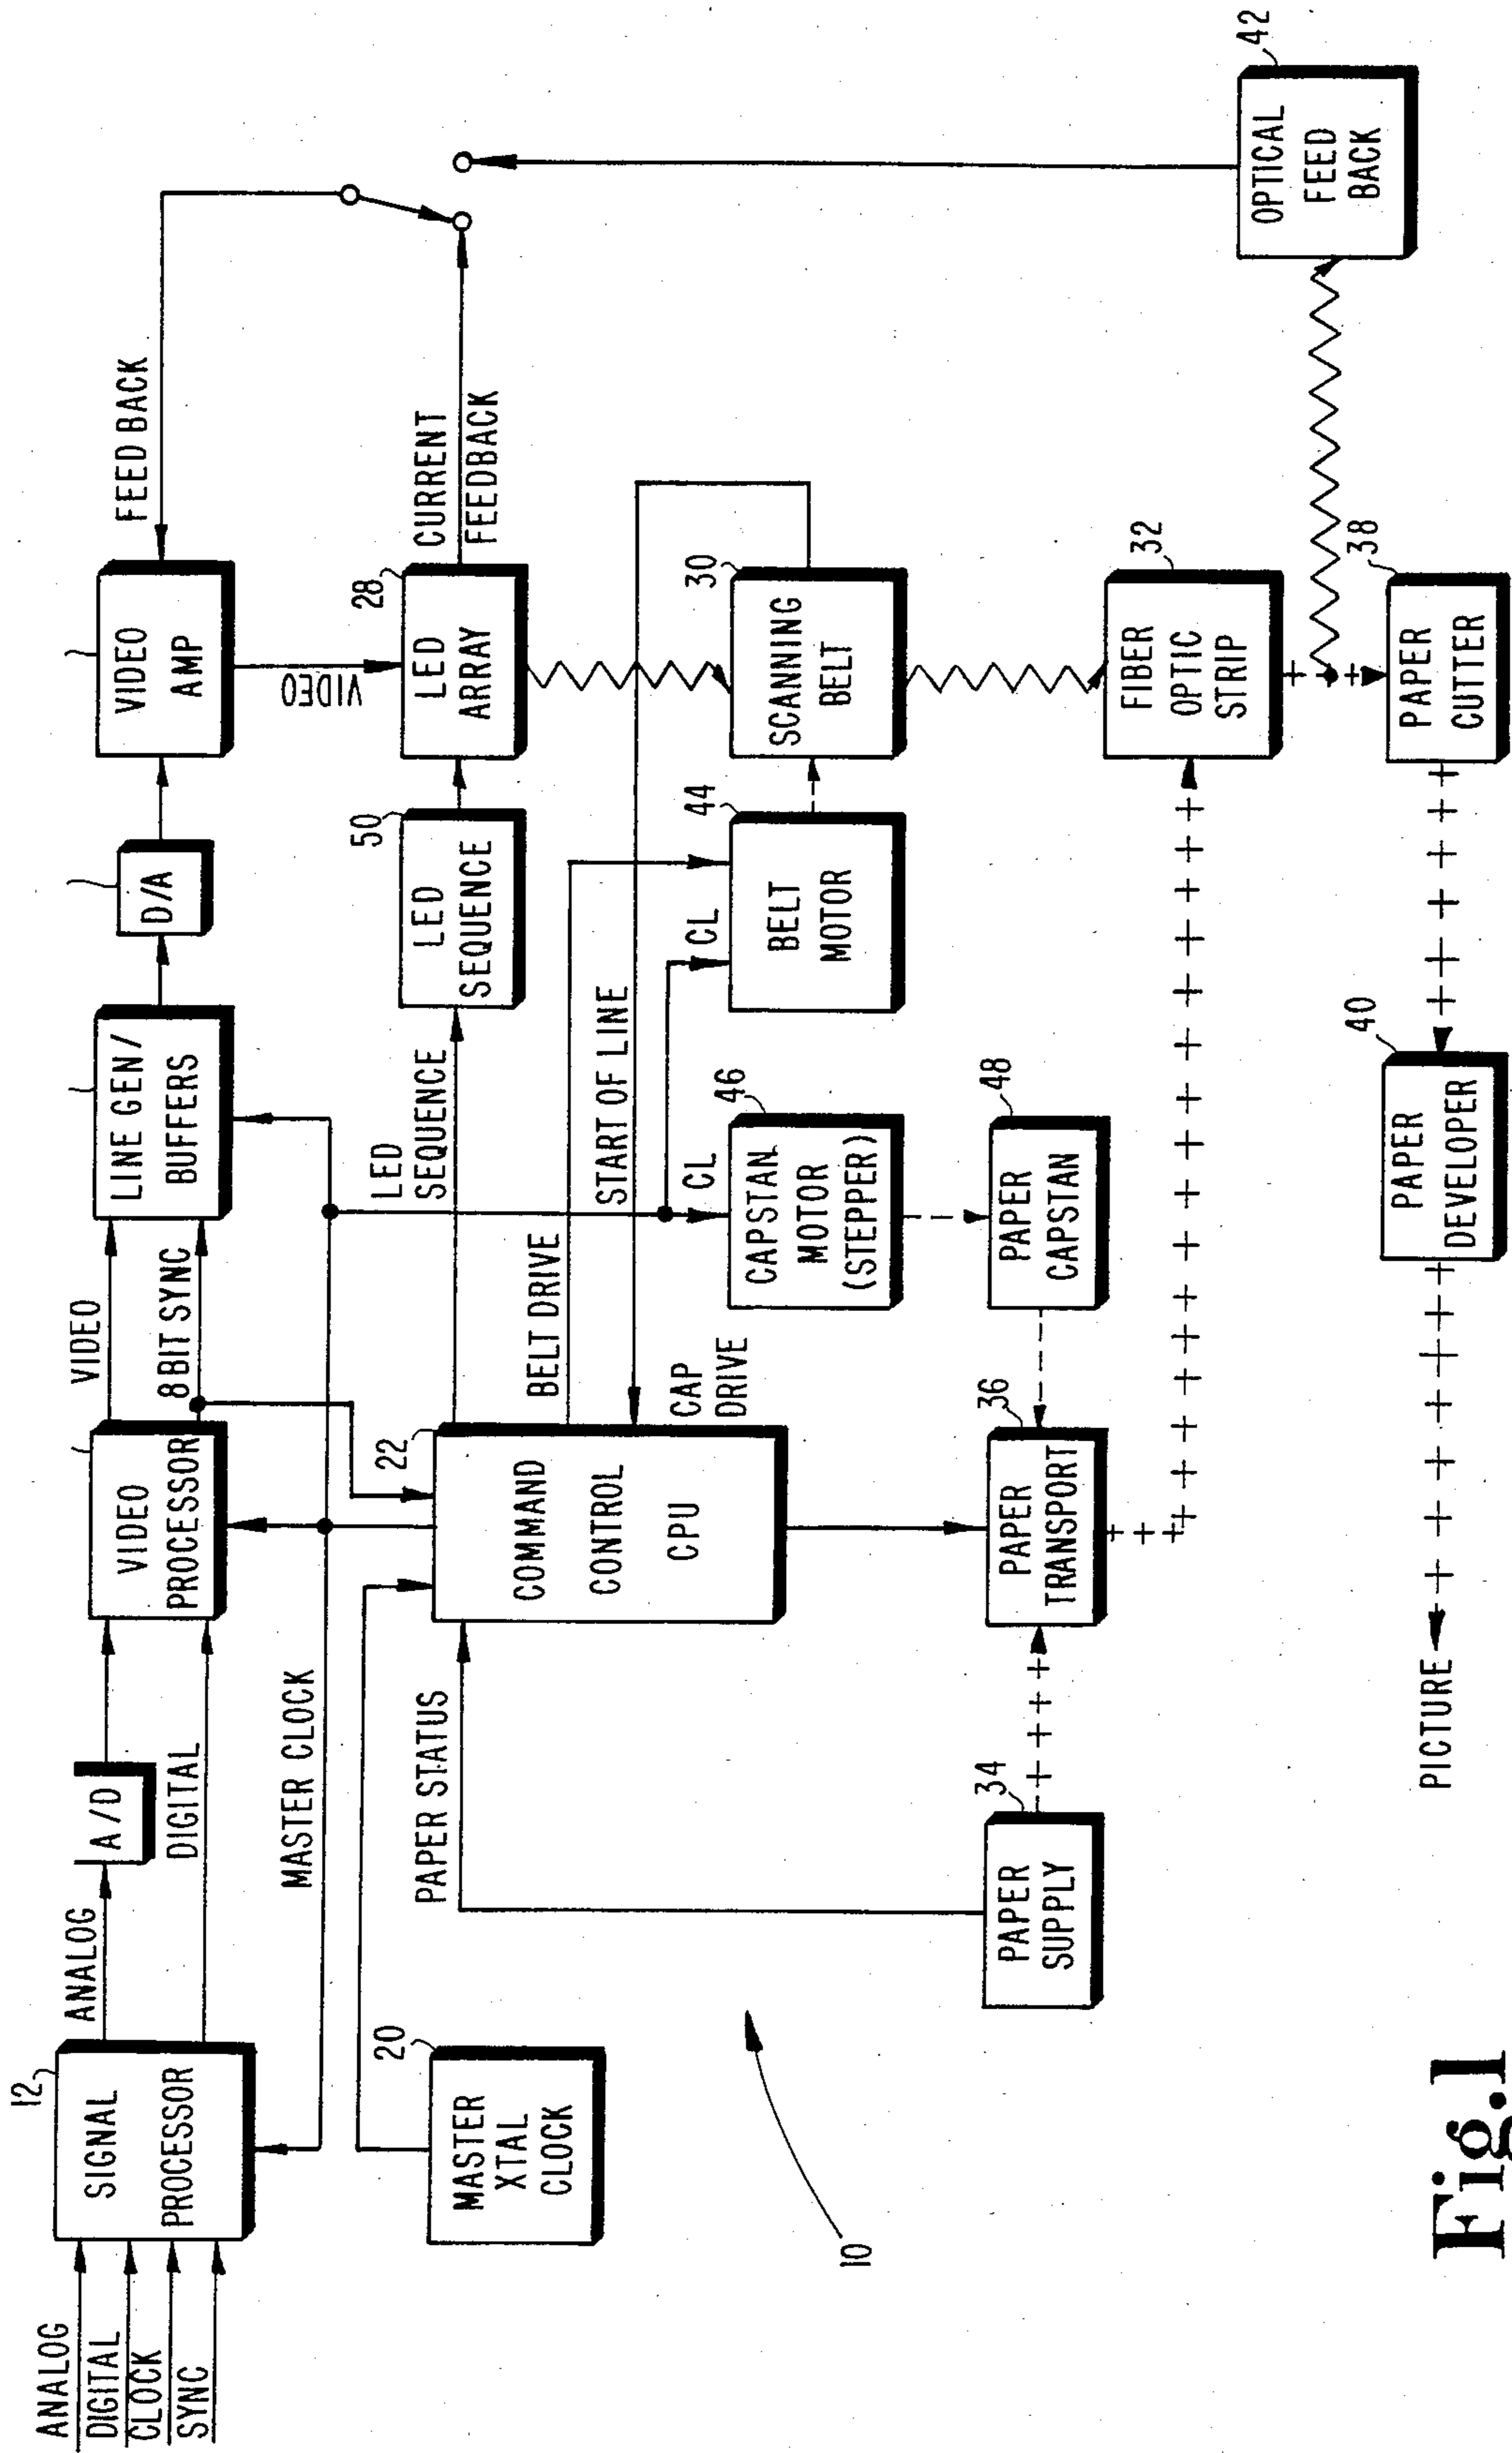 ANALOG
DIGITAL
CLOCK
SYNC
12
SIGNAL
PROCESSOR
ANALOG
A/D
DIGITAL
VIDEO
PROCESSOR
VIDEO
8 BIT SYNC
LINE GEN/
BUFFERS
D/A
VIDEO
AMP
FEED BACK
MASTER CLOCK
VIDEO
20
MASTER
XTAL
CLOCK
PAPER STATUS
22
COMMAND
CONTROL
CPU
LED
SEQUENCE
50
LED
SEQUENCE
28
LED
ARRAY
CURRENT
FEEDBACK
BELT DRIVE
START OF LINE
CAP
DRIVE
CL
46
CAPSTAN
MOTOR
(STEPPER)
CL
44
BELT
MOTOR
30
SCANNING
BELT
10
34
PAPER
SUPPLY
36
PAPER
TRANSPORT
48
PAPER
CAPSTAN
32
FIBER
OPTIC
STRIP
42
OPTICAL
FEED
BACK
38
PAPER
CUTTER
40
PAPER
DEVELOPER
PICTURE
Fig.1